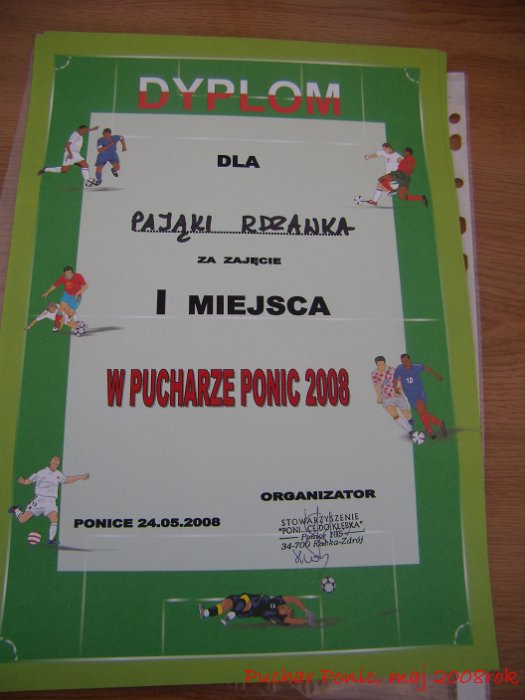 DYPLOM
DLA
PAJĄKI RDZAWKA
ZA ZAJĘCIE
I MIEJSCA
W PUCHARZE PONIC 2008
ORGANIZATOR
PONICE 24.05.2008
STOWARZYSZENIE
Ponice
34-700 Rabka-Zdrój
Puchar Ponic, maj 2008rok